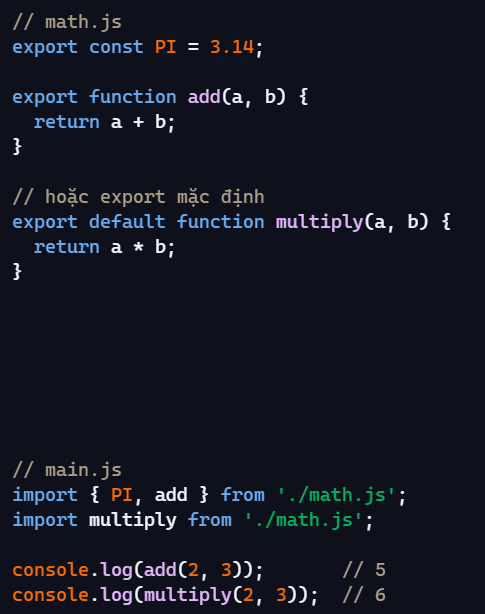 // math.js
export const PI = 3.14;
export function add(a, b) {
  return a + b;
}
// hoặc export mặc định
export default function multiply(a, b) {
  return a * b;
}
// main.js
import { PI, add } from './math.js';
import multiply from './math.js';
console.log(add(2, 3));       // 5
console.log(multiply(2, 3));  // 6